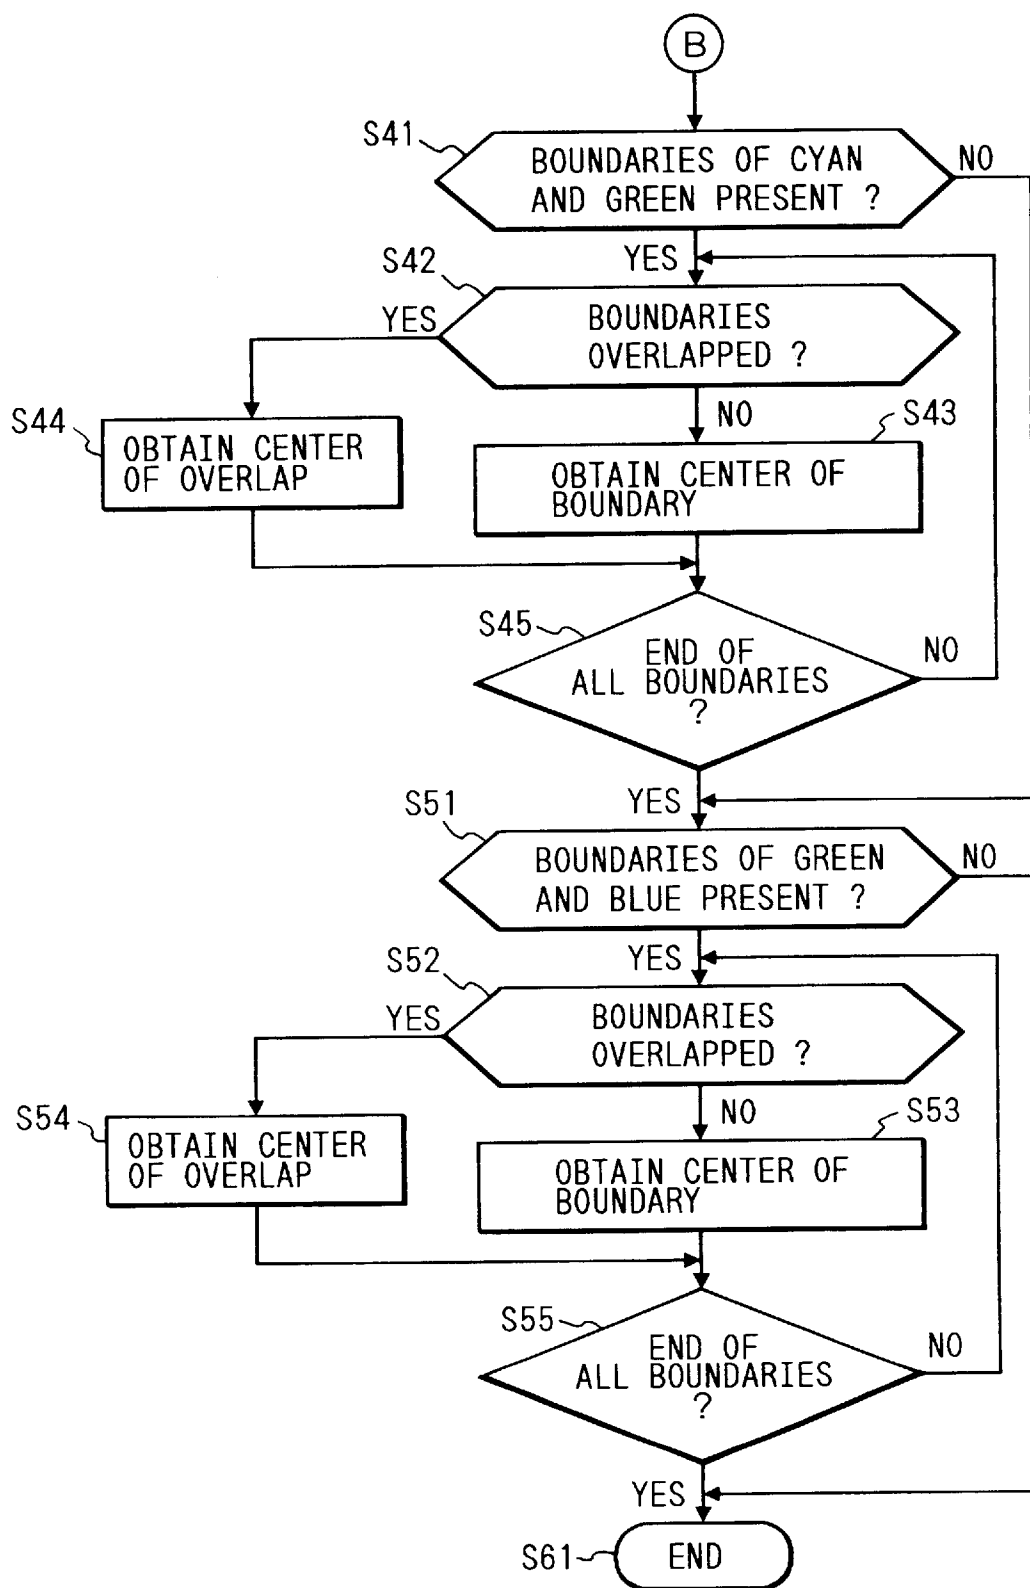 B
S41
BOUNDARIES OF CYAN
AND GREEN PRESENT ?
NO
YES
S42
BOUNDARIES
OVERLAPPED ?
YES
NO
S44
OBTAIN CENTER
OF OVERLAP
S43
OBTAIN CENTER OF
BOUNDARY
S45
END OF
ALL BOUNDARIES
?
NO
YES
S51
BOUNDARIES OF GREEN
AND BLUE PRESENT ?
NO
YES
S52
BOUNDARIES
OVERLAPPED ?
YES
NO
S54
OBTAIN CENTER
OF OVERLAP
S53
OBTAIN CENTER OF
BOUNDARY
S55
END OF
ALL BOUNDARIES
?
NO
YES
S61
END